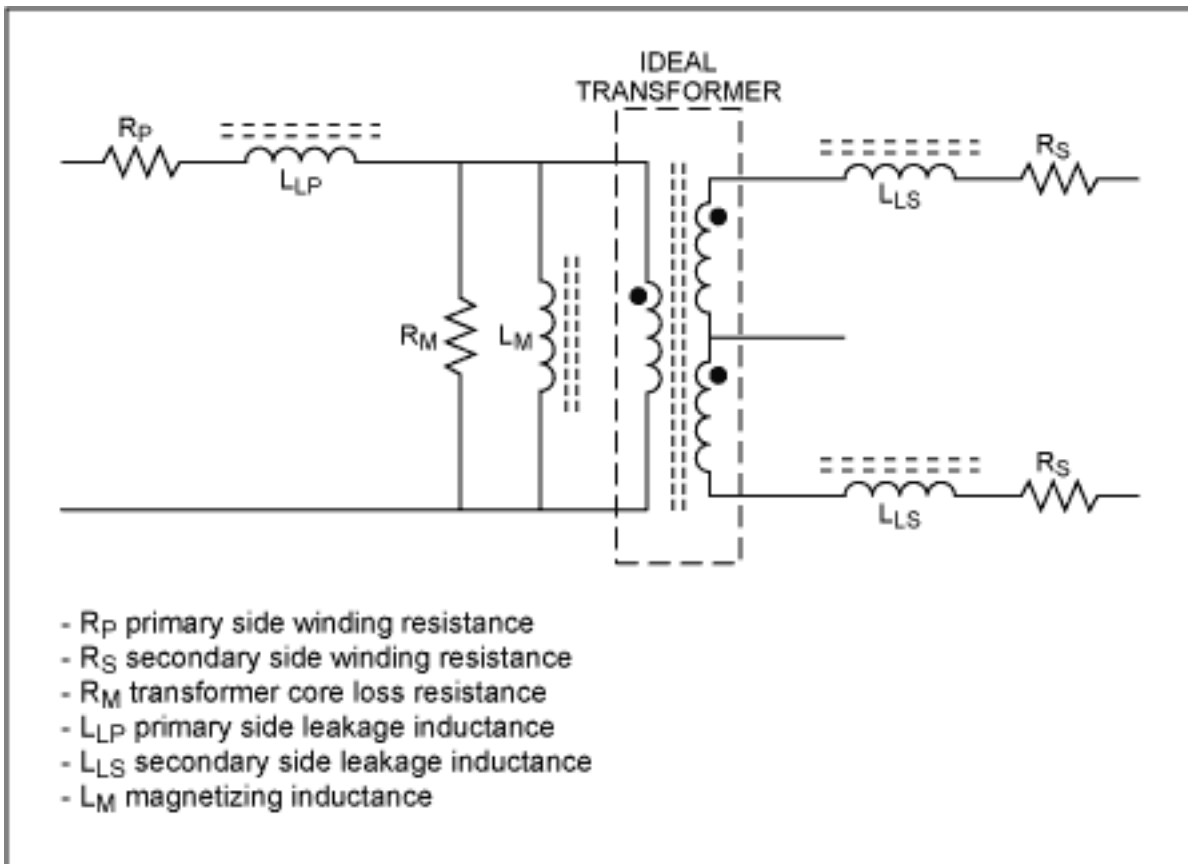 IDEAL
TRANSFORMER
RP
LLP
RM
LM
LLS
RS
LLS
RS
- RP primary side winding resistance
- RS secondary side winding resistance
- RM transformer core loss resistance
- LLP primary side leakage inductance
- LLS secondary side leakage inductance
- LM magnetizing inductance